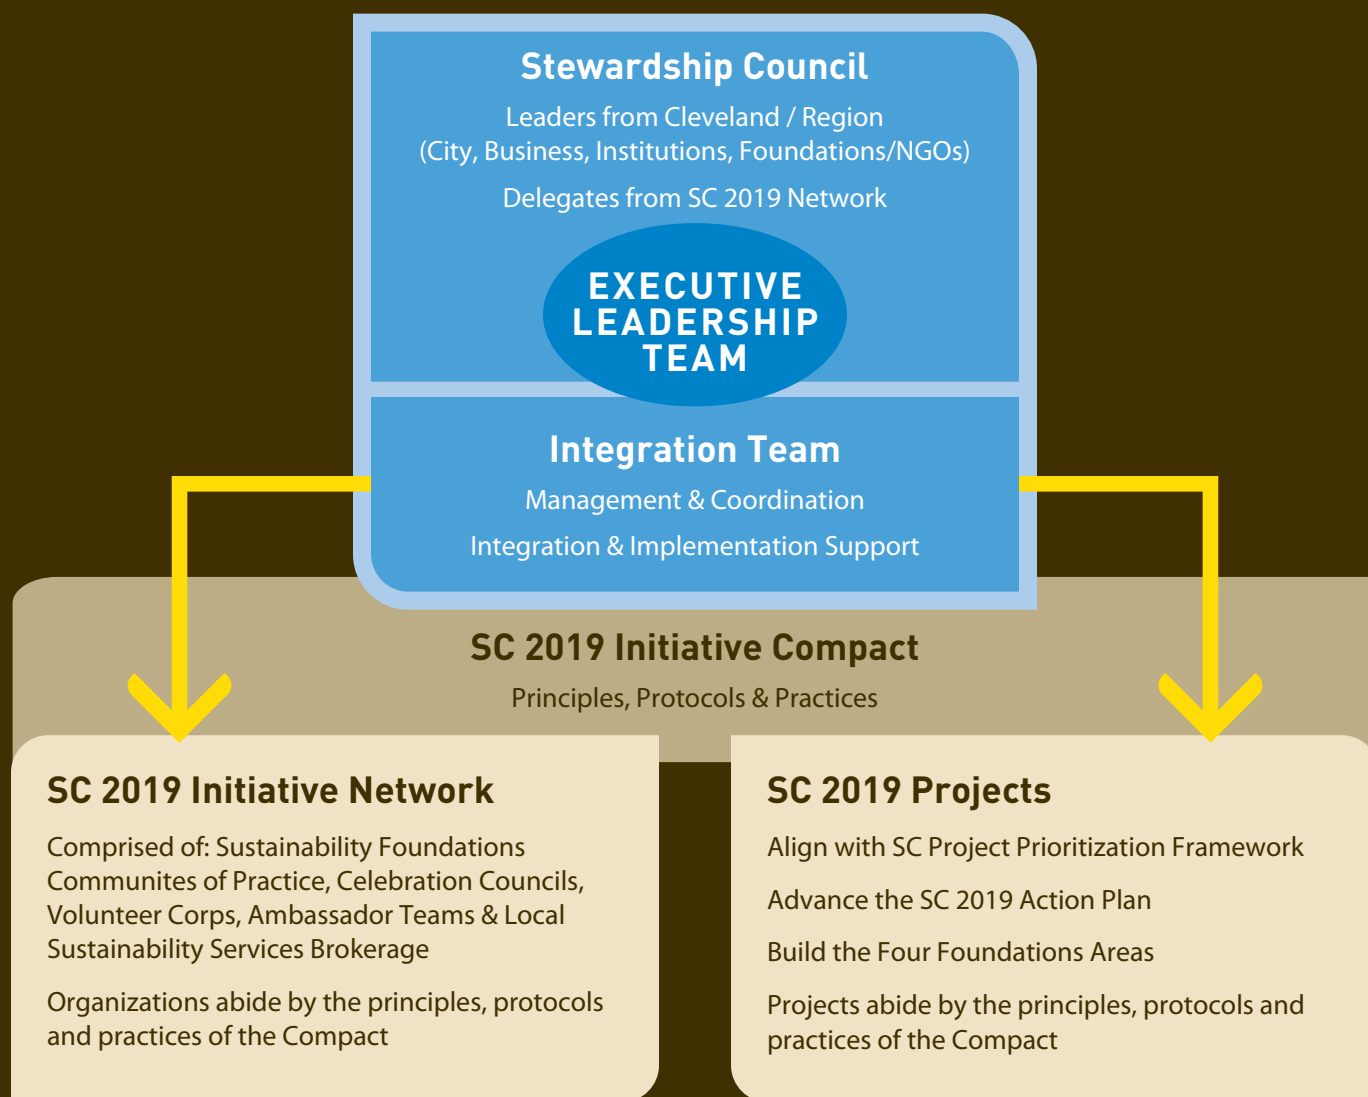 Stewardship Council
Leaders from Cleveland / Region
(City, Business, Institutions, Foundations/NGOs)
Delegates from SC 2019 Network
EXECUTIVE
LEADERSHIP
TEAM
Integration Team
Management & Coordination
Integration & Implementation Support
SC 2019 Initiative Compact
Principles, Protocols & Practices
SC 2019 Initiative Network
Comprised of: Sustainability Foundations
Communites of Practice, Celebration Councils,
Volunteer Corps, Ambassador Teams & Local
Sustainability Services Brokerage
Organizations abide by the principles, protocols
and practices of the Compact
SC 2019 Projects
Align with SC Project Prioritization Framework
Advance the SC 2019 Action Plan
Build the Four Foundations Areas
Projects abide by the principles, protocols and
practices of the Compact